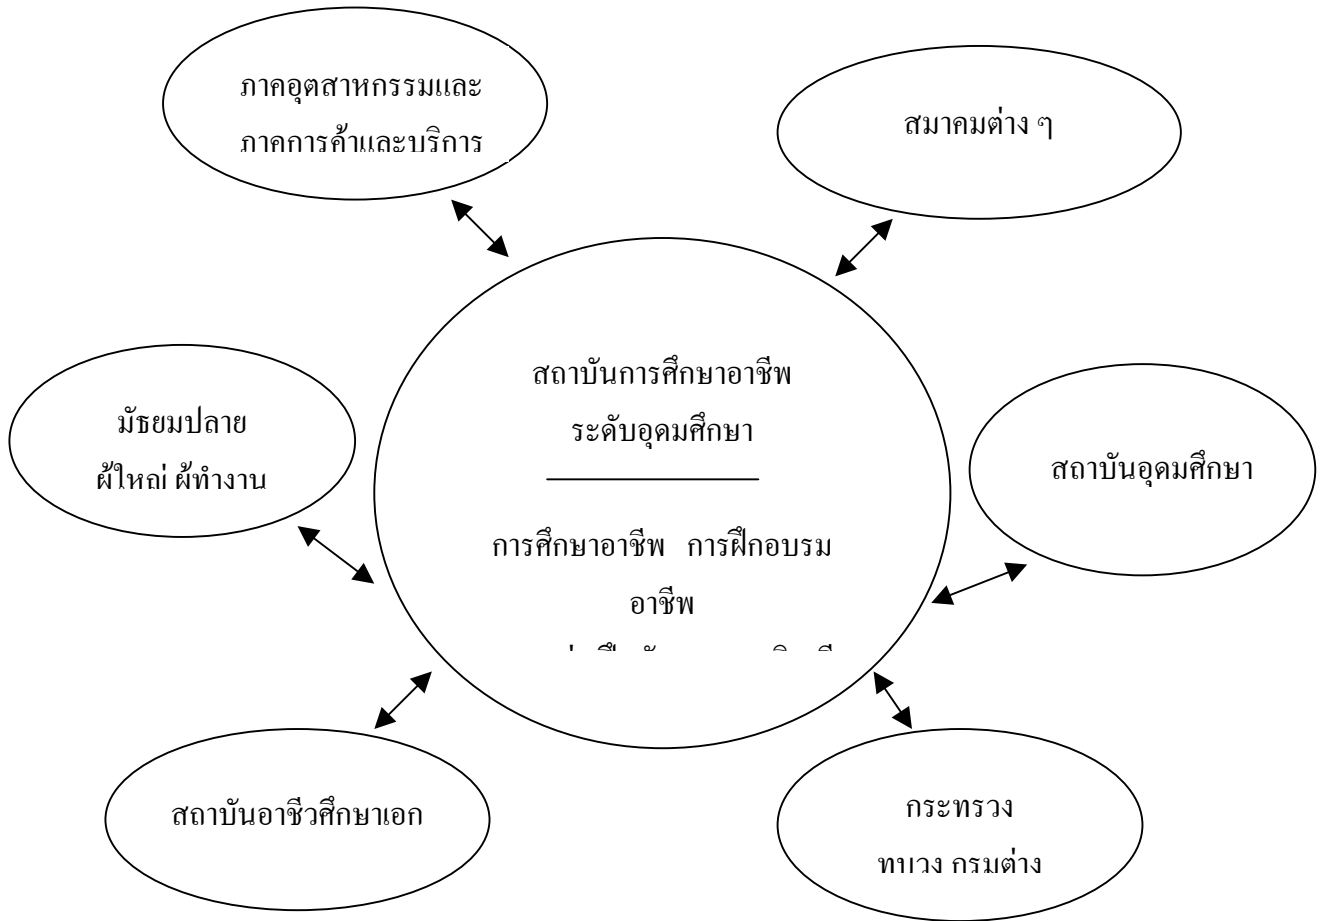 ภาคอุตสาหกรรมและ
ภาคการค้าและบริการ
สมาคมต่าง ๆ
สถาบันการศึกษาอาชีพ
ระดับอุดมศึกษา
การศึกษาอาชีพ การฝึกอบรม
อาชีพ
มัธยมปลาย
ผู้ใหญ่ ผู้ทำงาน
สถาบันอุดมศึกษา
สถาบันอาชีวศึกษาเอก
กระทรวง
ทบวง กรมต่าง